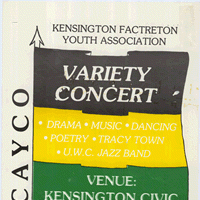 KENSINGTON FACTRETON
YOUTH ASSOCIATION
CAYCO
VARIETY
CONCERT
• DRAMA • MUSIC • DANCING
• POETRY • TRACY TOWN
• U.W.C. JAZZ BAND
VENUE:
KENSINGTON CIVIC